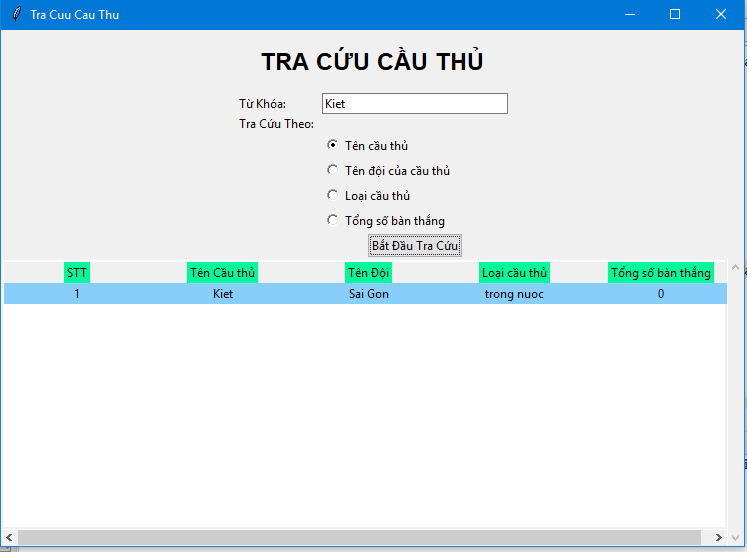 Tra Cuu Cau Thu
TRA CỨU CẦU THỦ
Từ Khóa: Kiet
Tra Cứu Theo:
Tên cầu thủ
Tên đội của cầu thủ
Loại cầu thủ
Tổng số bàn thắng
Bắt Đầu Tra Cứu
STT Tên Cầu thủ Tên Đội Loại cầu thủ Tổng số bàn thắng
1 Kiet Sai Gon trong nuoc 0